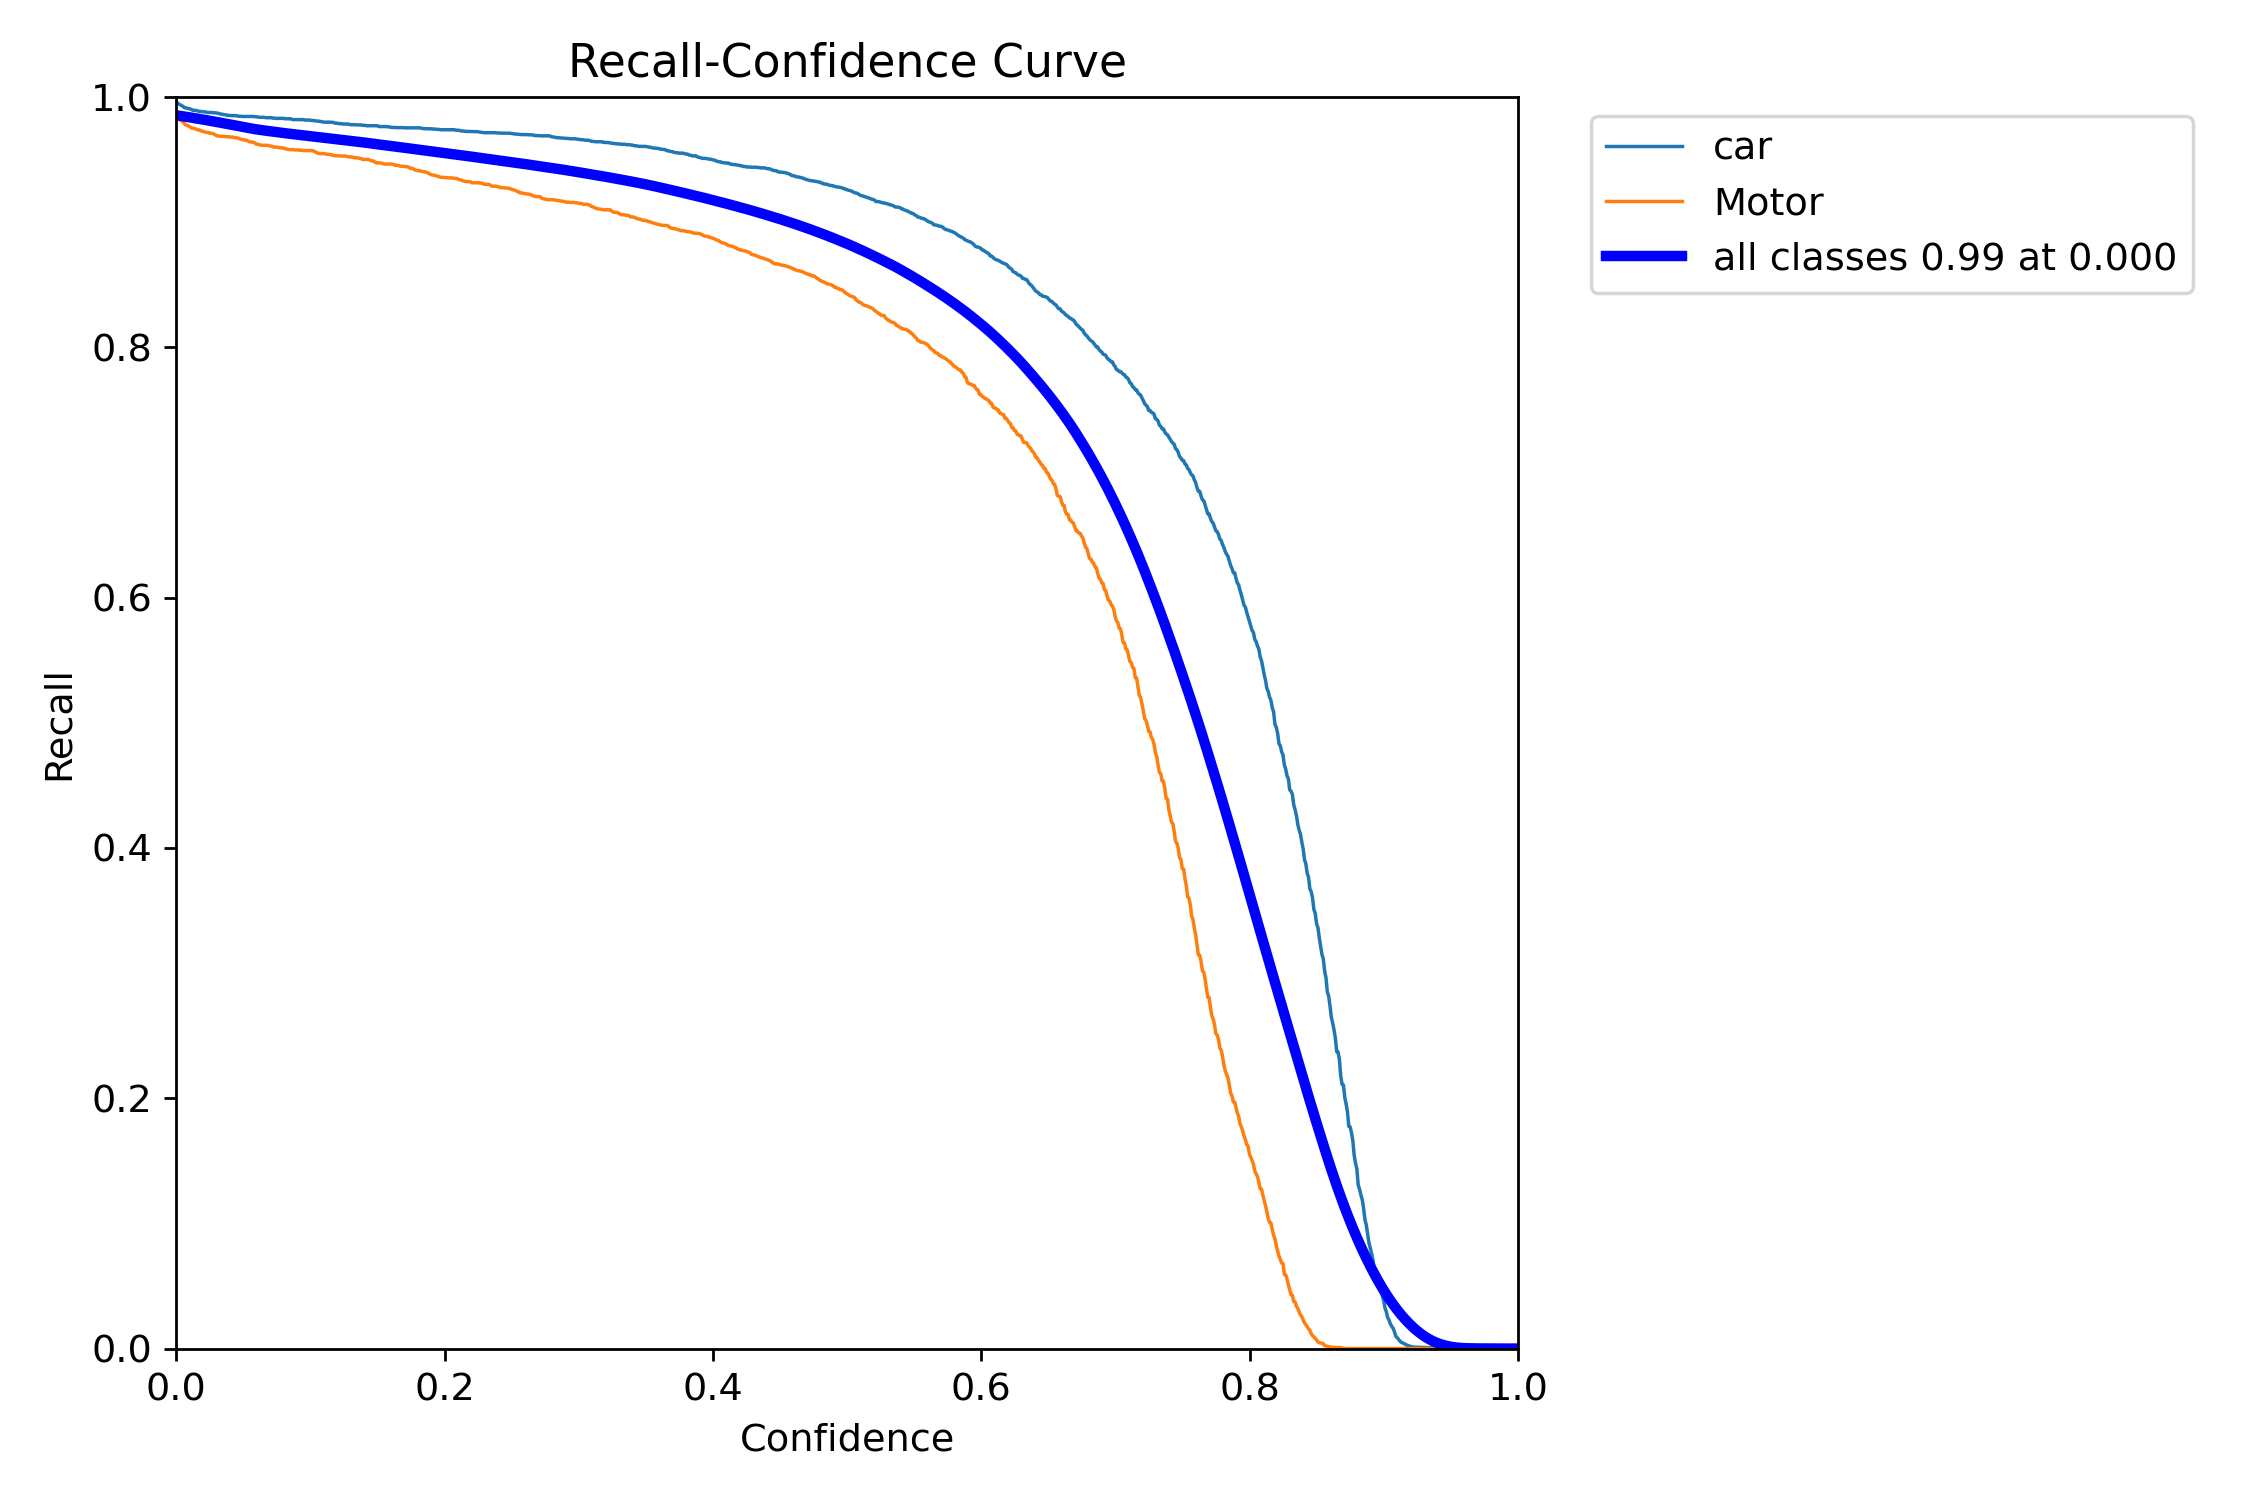 Recall-Confidence Curve
1.0
0.8
0.6
0.4
0.2
0.0
Recall
0.0 0.2 0.4 0.6 0.8 1.0
Confidence
car
Motor
all classes 0.99 at 0.000